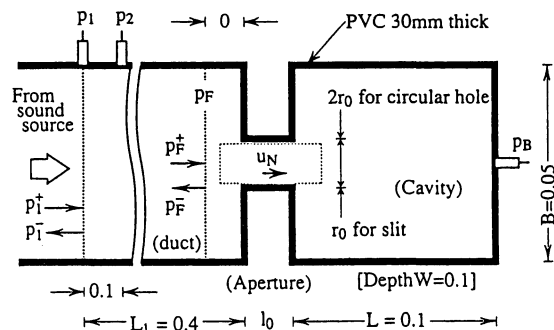 p1 p2 0 PVC 30mm thick
From
sound
source
pF
2r0 for circular hole
pF+
uN
pB
p1+
pF-
(Cavity)
p1-
(duct)
r0 for slit
B=0.05
(Aperture)
[DepthW=0.1]
0.1
L1 = 0.4
l0
L = 0.1